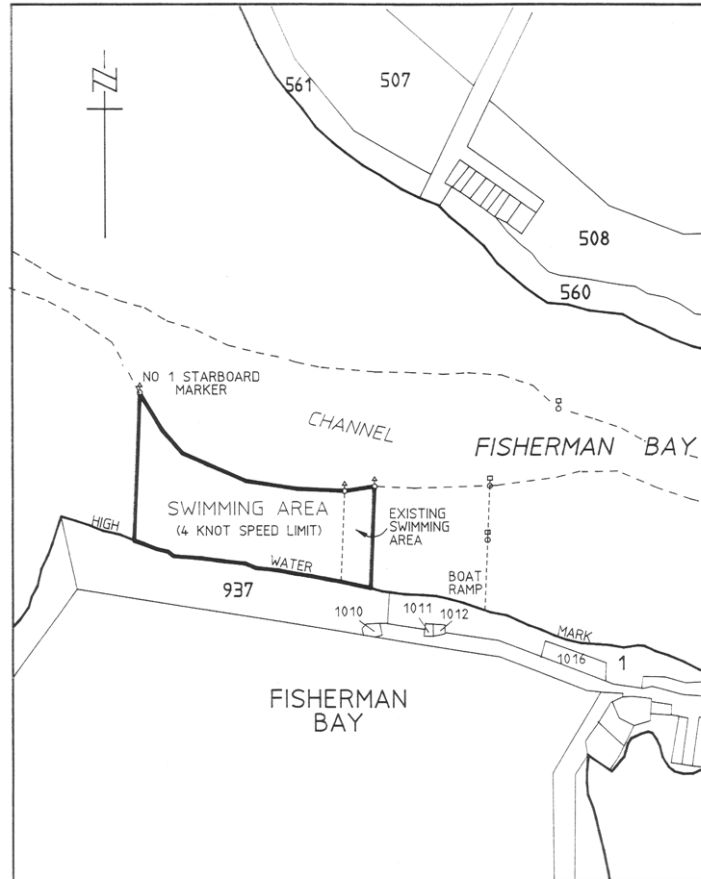 561
507
508
560
NO 1 STARBOARD
MARKER
CHANNEL
FISHERMAN BAY
SWIMMING AREA
(4 KNOT SPEED LIMIT)
EXISTING
SWIMMING
AREA
HIGH
WATER
BOAT
RAMP
937
1010
1011
1012
MARK
1016
1
FISHERMAN
BAY
N